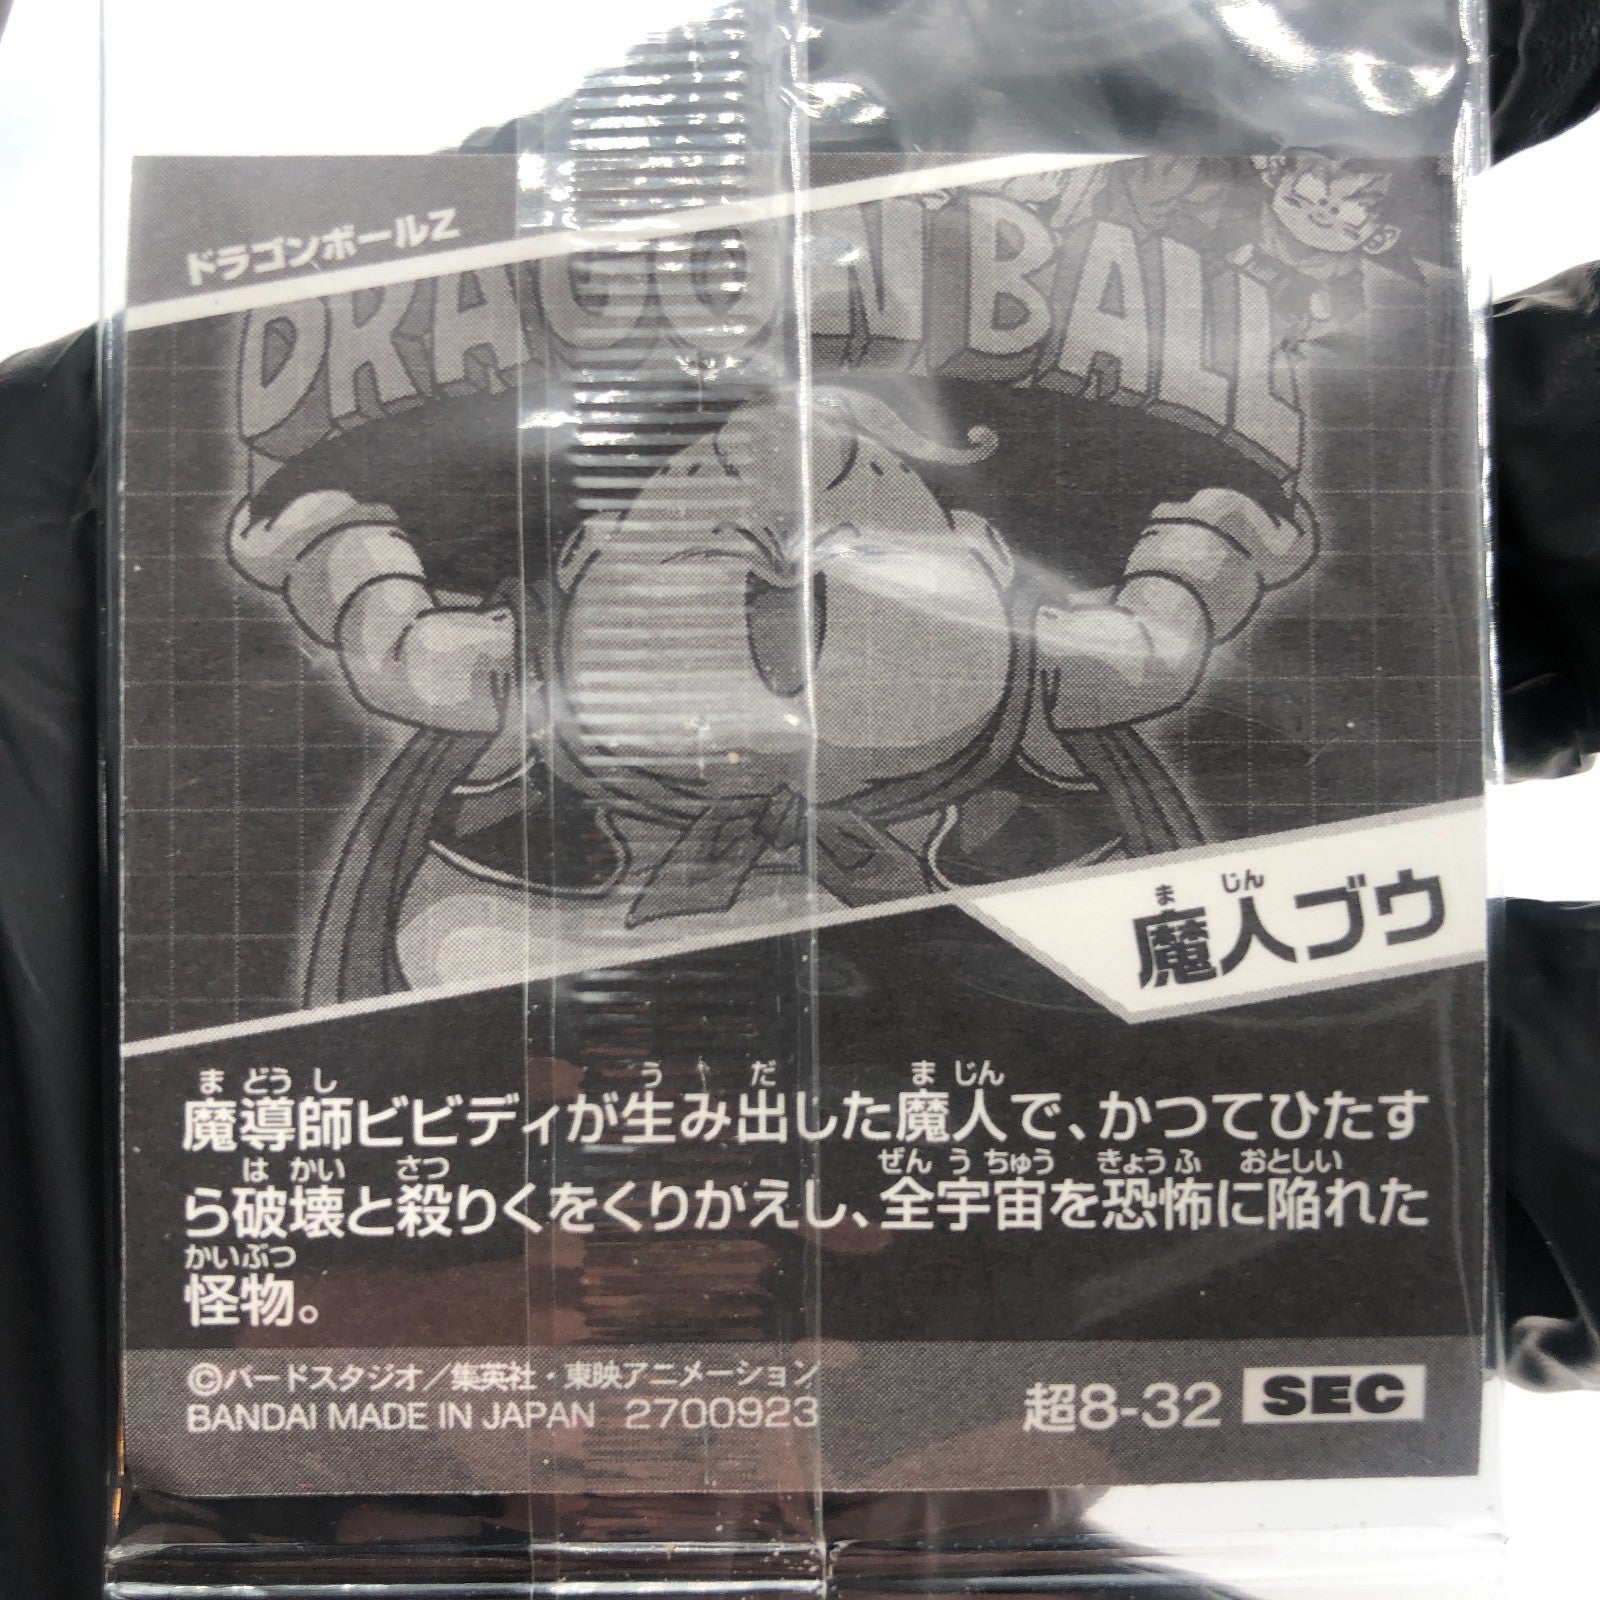 ドラゴンボールZ
DRAGON BALL
まじん
魔人ブウ
まどうし うだ まじん
魔導師ビビディが生み出した魔人で、かつてひたす
はかい さつ ぜんうちゅう きょうふ おとしい
ら破壊と殺りくをくりかえし、全宇宙を恐怖に陥れた
かいぶつ
怪物。
©バードスタジオ／集英社・東映アニメーション
BANDAI MADE IN JAPAN 2700923
超8-32 SEC